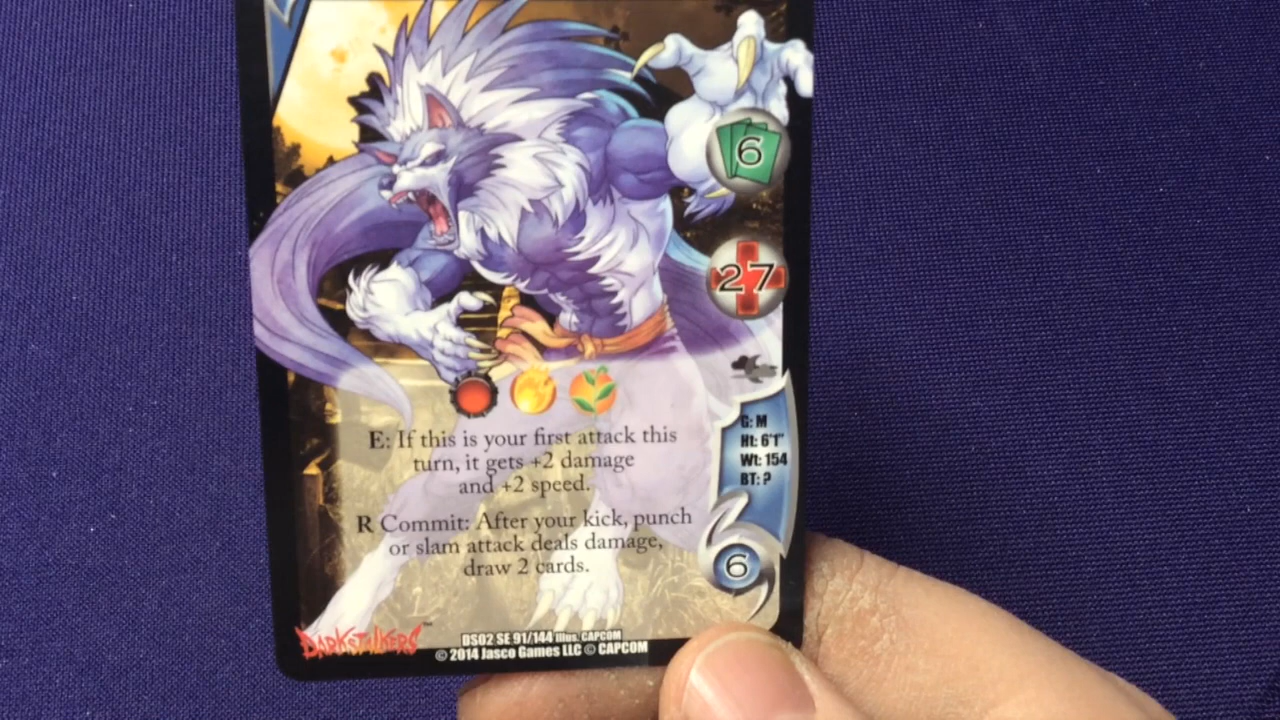 6
27
G: M
Ht: 6'1"
Wt: 154
BT: ?
E: If this is your first attack this
turn, it gets +2 damage
and +2 speed.
R Commit: After your kick, punch
or slam attack deals damage,
draw 2 cards.
6
DARKSTALKERS™
DS02 SE 91/144 Illus. CAPCOM
© 2014 Jasco Games LLC © CAPCOM